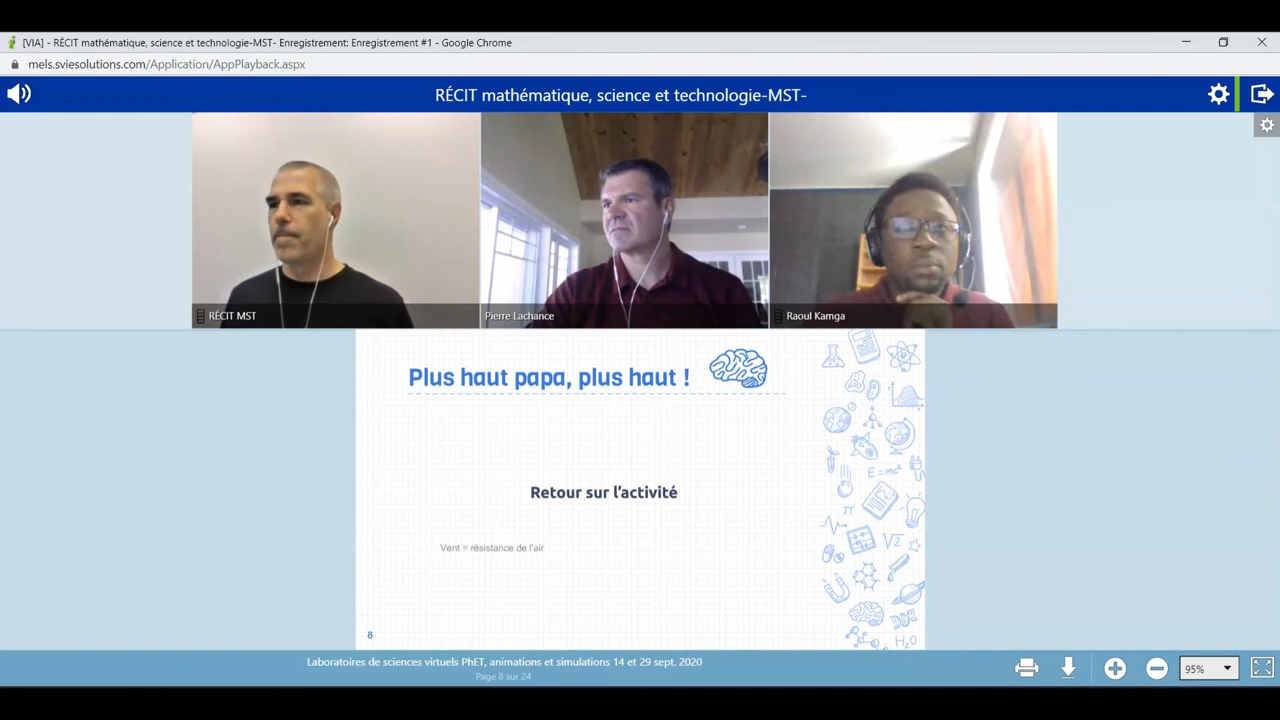 [VIA] - RÉCIT mathématique, science et technologie-MST- Enregistrement: Enregistrement #1 - Google Chrome
mels.sviesolutions.com/Application/AppPlayback.aspx
RÉCIT mathématique, science et technologie-MST-
RÉCIT MST
Pierre Lachance
Raoul Kamga
Plus haut papa, plus haut !
Retour sur l'activité
Vent = résistance de l'air
E=mc²
π
√2
H₂O
8
Laboratoires de sciences virtuels PhET, animations et simulations 14 et 29 sept. 2020
Page 8 sur 24
95%